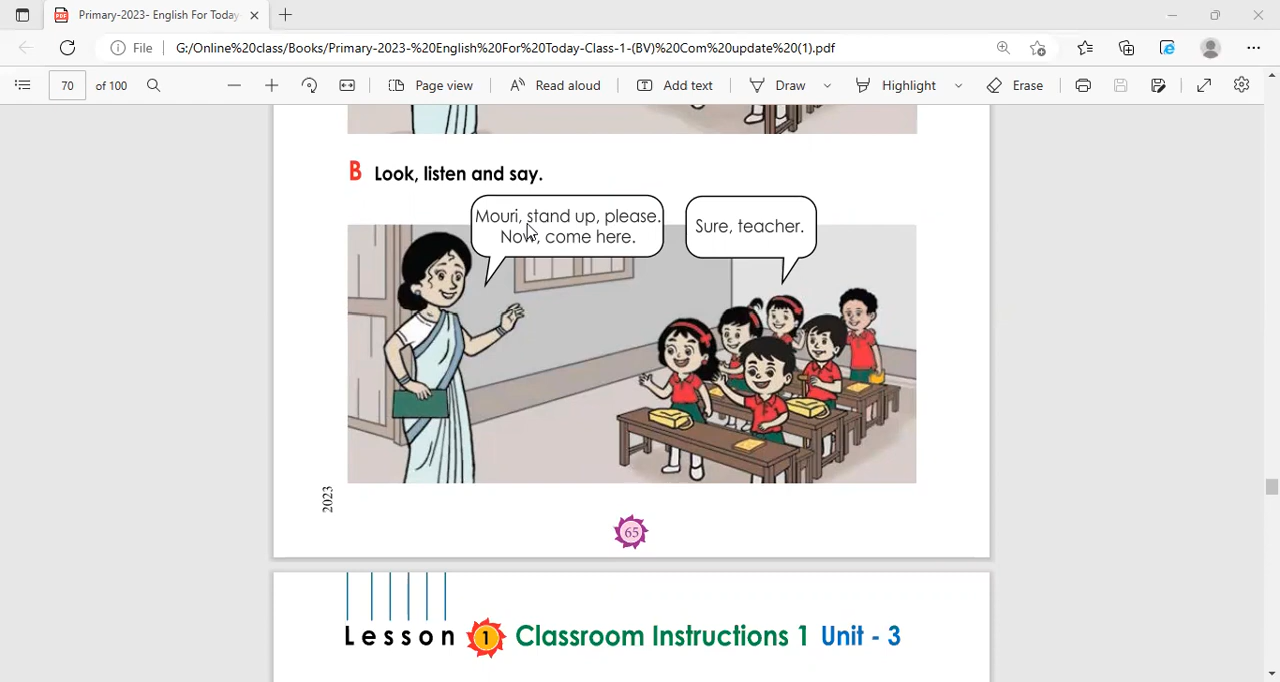 Primary-2023- English For Today-
File
G:/Online%20class/Books/Primary-2023-%20English%20For%20Today-Class-1-(BV)%20Com%20update%20(1).pdf
70 of 100
Page view
Read aloud
Add text
Draw
Highlight
Erase
B Look, listen and say.
Mouri, stand up, please.
Now, come here.
Sure, teacher.
2023
65
Lesson 1 Classroom Instructions 1 Unit - 3